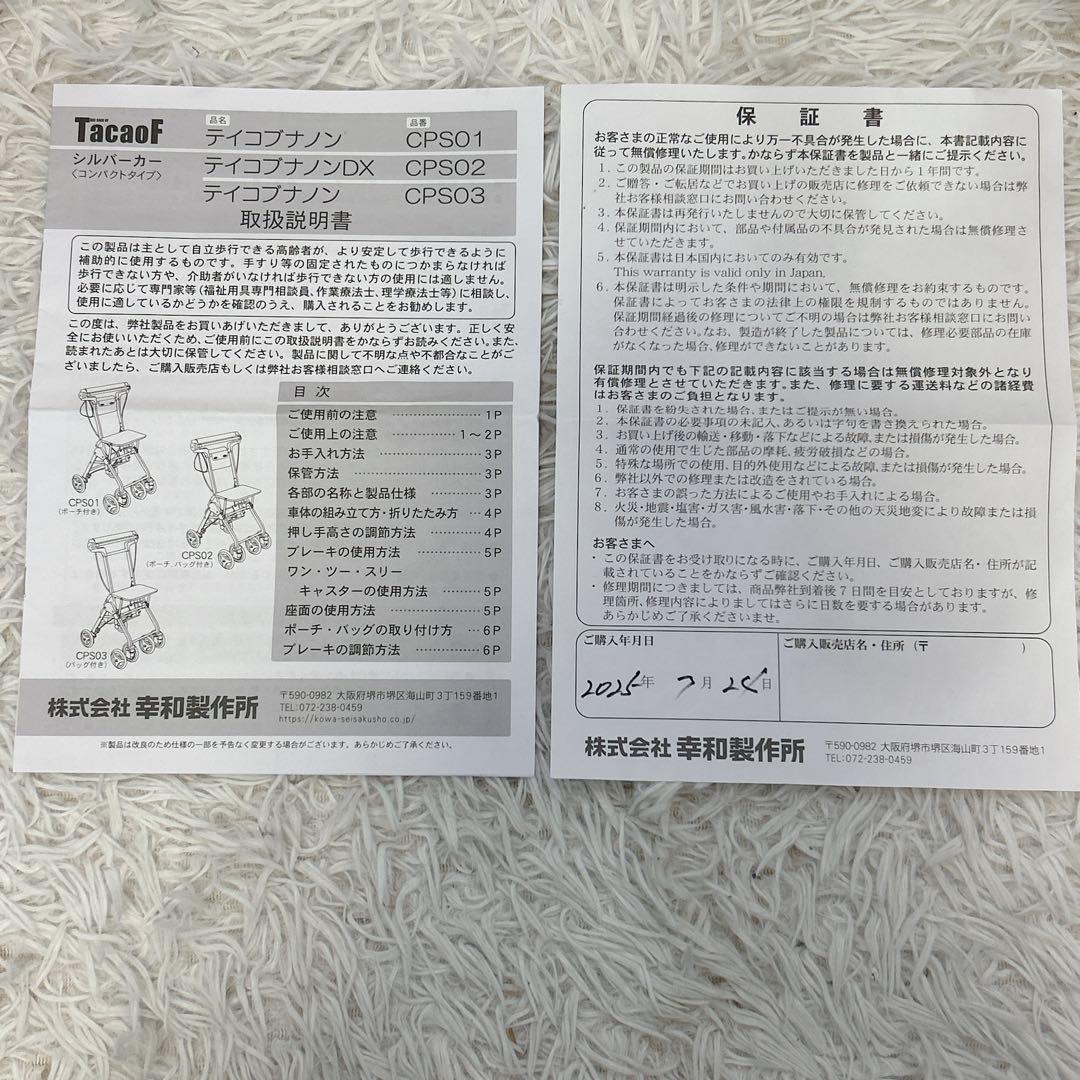 THE HAND BY
TacaoF
シルバーカー
〈コンパクトタイプ〉
品名 品番
テイコブナノン CPS01
テイコブナノンDX CPS02
テイコブナノン CPS03
取扱説明書
この製品は主として自立歩行できる高齢者が、より安定して歩行できるように
補助的に使用するものです。手すり等の固定されたものにつかまらなければ
歩行できない方や、介助者がいなければ歩行できない方の使用には適しません。
必要に応じて専門家等(福祉用具専門相談員、作業療法士、理学療法士等)に相談し、
使用に適しているかどうかを確認のうえ、購入されることをお勧めします。
この度は、弊社製品をお買いあげいただきまして、ありがとうございます。正しく安
全にお使いいただくため、ご使用前にこの取扱説明書をかならずお読みください。また、
読まれたあとは大切に保管してください。製品に関して不明な点や不都合なことがご
ざいましたら、ご購入販売店もしくは弊社お客様相談窓口へご連絡ください。
CPS01
(ポーチ付き)
CPS02
(ポーチ、バッグ付き)
CPS03
(バッグ付き)
目次
ご使用前の注意 ………………… 1P
ご使用上の注意 ……………… 1～2P
お手入れ方法 ………………… 3P
保管方法 ………………… 3P
各部の名称と製品仕様 ………… 3P
車体の組み立て方・折りたたみ方 … 4P
押し手高さの調節方法 ………… 4P
ブレーキの使用方法 …………… 5P
ワン・ツー・スリー
キャスターの使用方法 ……… 5P
座面の使用方法 ……………… 5P
ポーチ・バッグの取り付け方 … 6P
ブレーキの調節方法 …………… 6P
株式会社 幸和製作所
〒590-0982 大阪府堺市堺区海山町3丁159番地1
TEL:072-238-0459
https://kowa-seisakusho.co.jp/
※製品は改良のため仕様の一部を予告なく変更する場合がございます。あらかじめご了承ください。
保証書
お客さまの正常なご使用により万一不具合が発生した場合に、本書記載内容に
従って無償修理いたします。かならず本保証書を製品と一緒にご提示ください。
1. この製品の保証期間はお買い上げいただきました日から1年間です。
2. ご贈答・ご転居などでお買い上げの販売店に修理をご依頼できない場合は弊
社お客様相談窓口にお問い合わせください。
3. 本保証書は再発行いたしませんので大切に保管してください。
4. 保証期間内において、部品や付属品の不具合が発見された場合は無償修理さ
せていただきます。
5. 本保証書は日本国内においてのみ有効です。
This warranty is valid only in Japan.
6. 本保証書は明示した条件や期間において、無償修理をお約束するものです。
保証書によってお客さまの法律上の権限を規制するものではありません。
保証期間経過後の修理についてご不明の場合は弊社お客様相談窓口にお問い
合わせください。なお、製造が終了した製品については、修理必要部品の在庫
がなくなった場合、修理ができないことがあります。
保証期間内でも下記の記載内容に該当する場合は無償修理対象外となり
有償修理とさせていただきます。また、修理に要する運送料などの諸経費
はお客さまのご負担となります。
1. 保証書を紛失された場合、またはご提示が無い場合。
2. 本保証書の必要事項の未記入、あるいは字句を書き換えられた場合。
3. お買い上げ後の輸送・移動・落下などによる故障、または損傷が発生した場合。
4. 通常の使用で生じた部品の摩耗、疲労破損などの場合。
5. 特殊な場所での使用、目的外使用などによる故障、または損傷が発生した場合。
6. 弊社以外での修理または改造をされている場合。
7. お客さまの誤った方法によるご使用やお手入れによる場合。
8. 火災・地震・塩害・ガス害・風水害・落下・その他の天災地変により故障または損
傷が発生した場合。
お客さまへ
・この保証書をお受け取りになる時に、ご購入年月日、ご購入販売店名・住所が記
載されていることをかならずご確認ください。
・修理期間につきましては、商品弊社到着後7日間を目安としておりますが、修
理箇所、修理内容によりましてはさらに日数を要する場合があります。
あらかじめご了承くださいませ。
ご購入年月日
2025年 7月 25日
ご購入販売店名・住所 (〒 )
株式会社 幸和製作所
〒590-0982 大阪府堺市堺区海山町3丁159番地1
TEL:072-238-0459